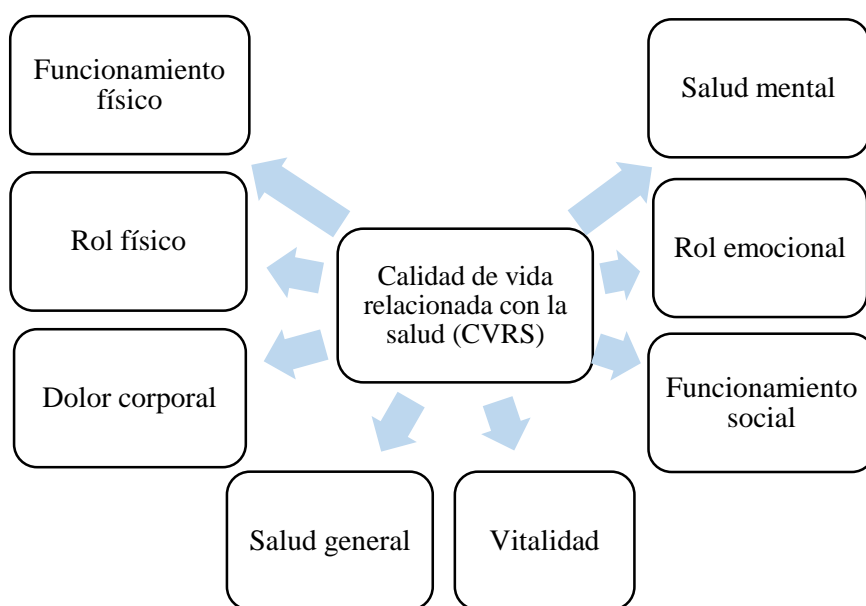 Funcionamiento
físico
Salud mental
Rol físico
Rol emocional
Calidad de vida
relacionada con la
salud (CVRS)
Dolor corporal
Funcionamiento
social
Salud general
Vitalidad